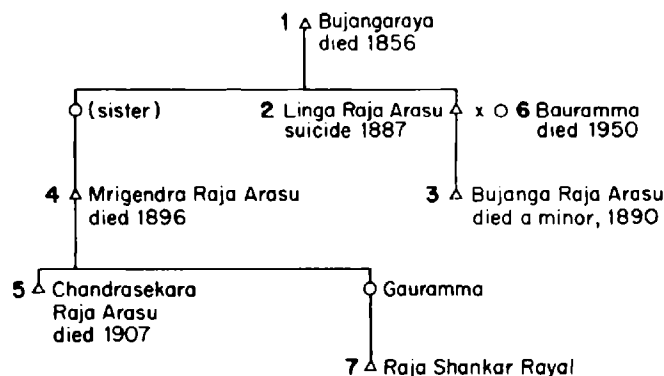 1 Bujangaraya
died 1856
(sister)
2 Linga Raja Arasu x 6 Bauramma
suicide 1887
died 1950
4 Mrigendra Raja Arasu
died 1896
3 Bujanga Raja Arasu
died a minor, 1890
5 Chandrasekara
Raja Arasu
died 1907
Gauramma
7 Raja Shankar Rayal